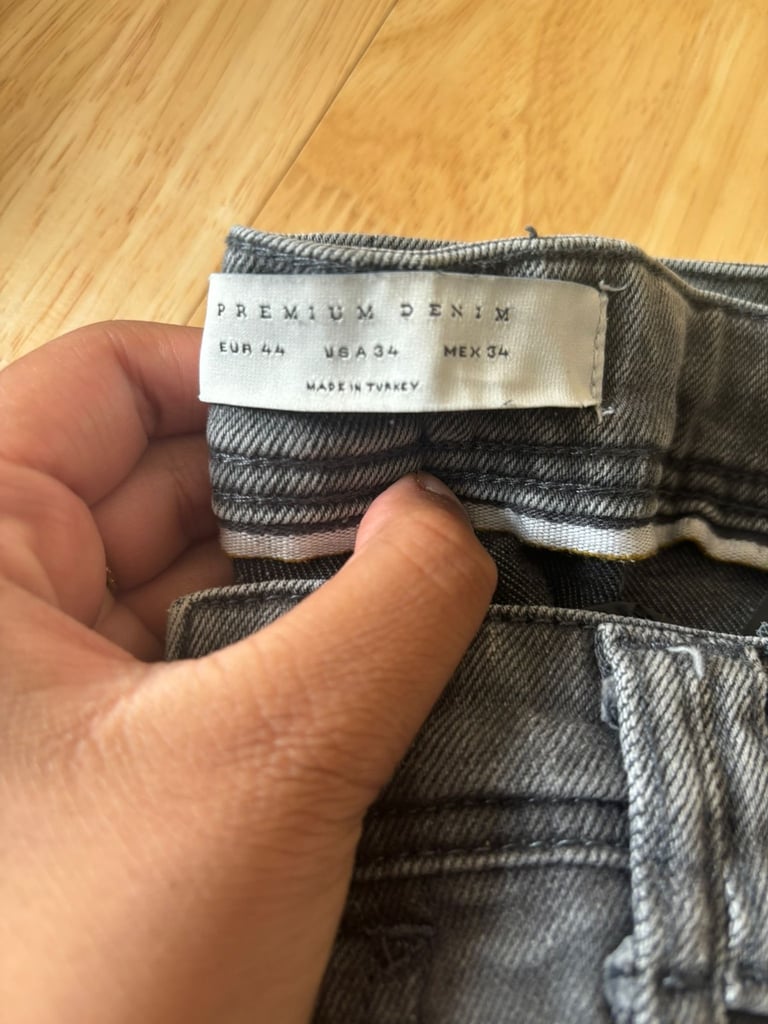 PREMIUM DENIM
EUR 44 USA 34 MEX 34
MADE IN TURKEY